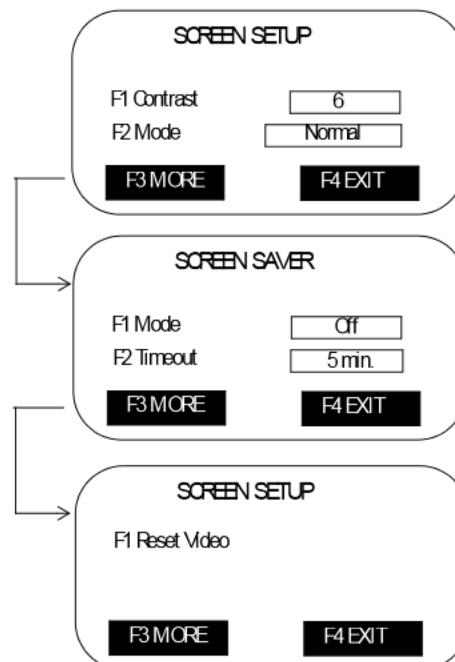 SCREEN SETUP
F1 Contrast 6
F2 Mode Normal
F3 MORE F4 EXIT
SCREEN SAVER
F1 Mode Off
F2 Timeout 5 min.
F3 MORE F4 EXIT
SCREEN SETUP
F1 Reset Video
F3 MORE F4 EXIT